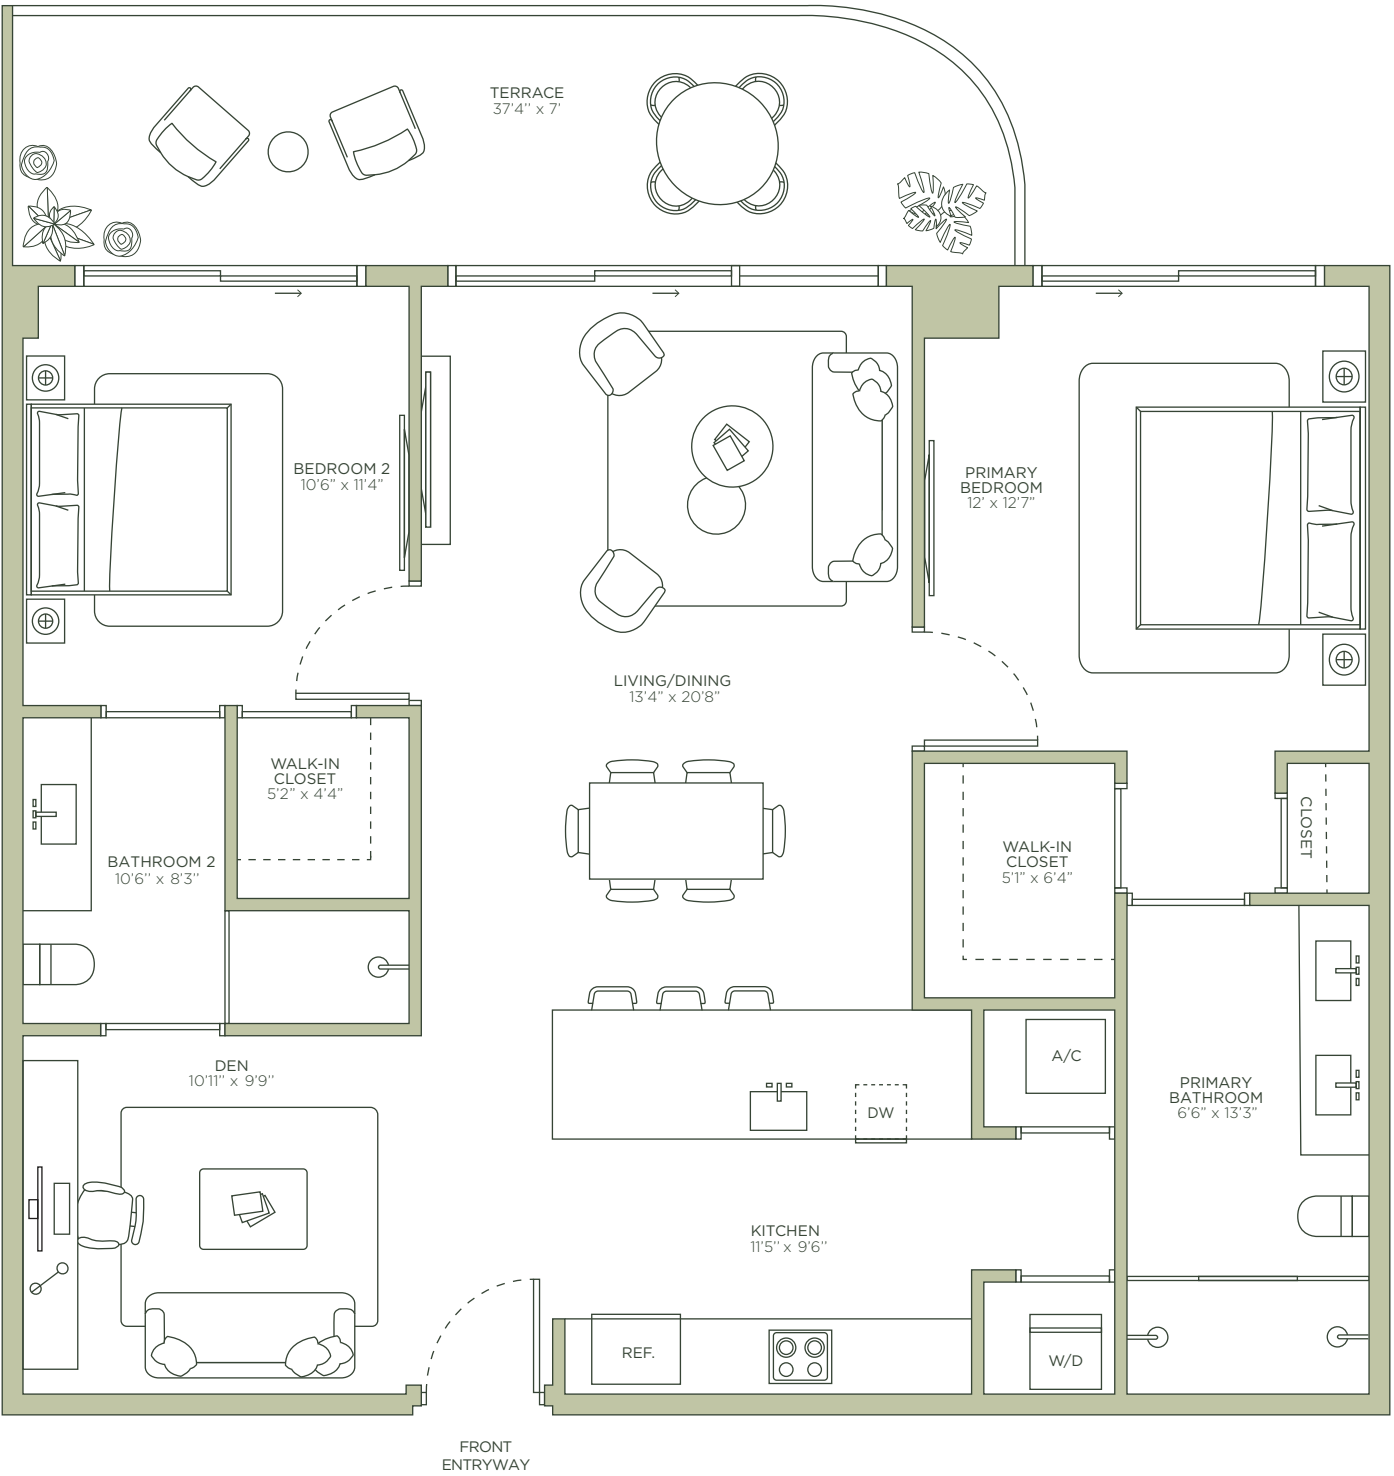 TERRACE
37'4'' x 7'
BEDROOM 2
10'6” x 11'4”
PRIMARY
BEDROOM
12' x 12'7”
LIVING/DINING
13'4” x 20'8”
WALK-IN
CLOSET
5'2” x 4'4”
BATHROOM 2
10'6” x 8'3’’
WALK-IN
CLOSET
5'1” x 6'4”
CLOSET
DEN
10'11’’ x 9'9’’
A/C
DW
PRIMARY
BATHROOM
6'6” x 13'3”
KITCHEN
11'5’’ x 9'6’’
REF.
W/D
FRONT
ENTRYWAY